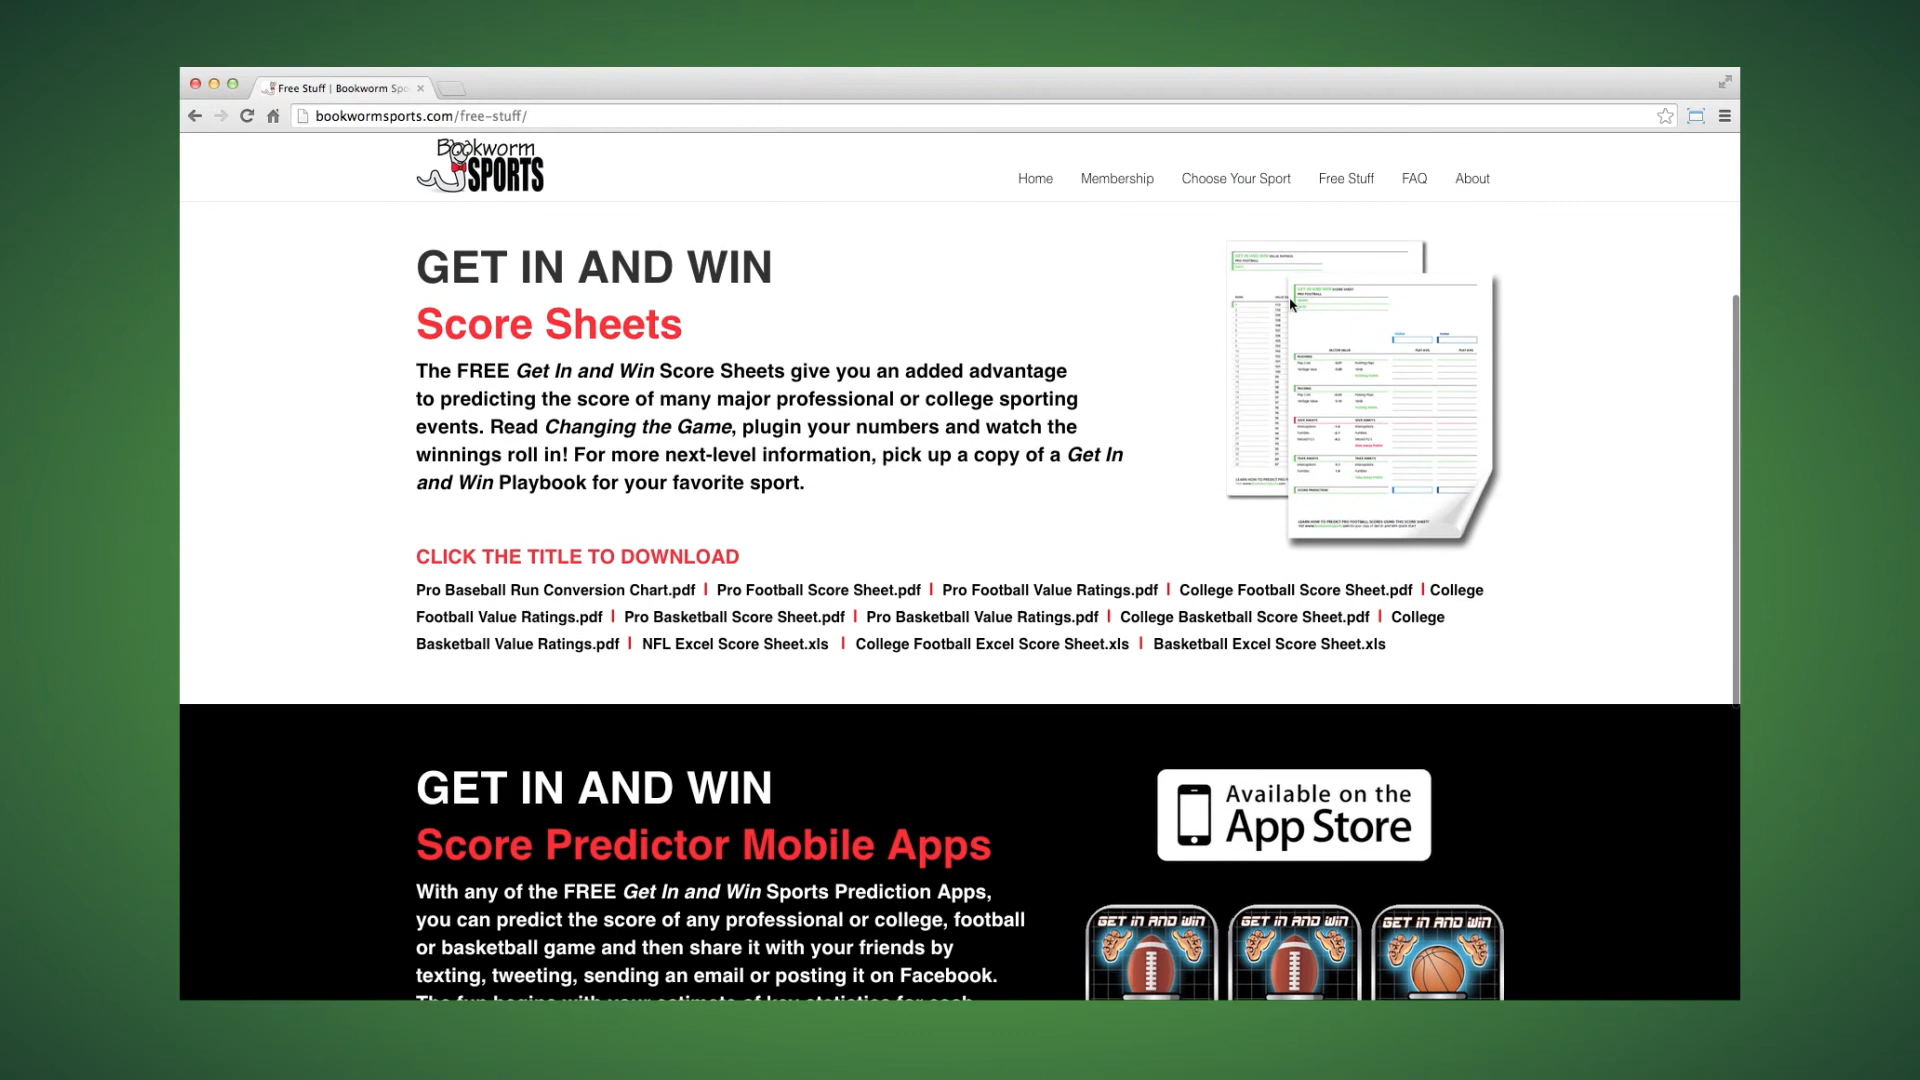 Free Stuff | Bookworm Spo
bookwormsports.com/free-stuff/
Bookworm
SPORTS
Home Membership Choose Your Sport Free Stuff FAQ About
GET IN AND WIN
Score Sheets
The FREE Get In and Win Score Sheets give you an added advantage
to predicting the score of many major professional or college sporting
events. Read Changing the Game, plugin your numbers and watch the
winnings roll in! For more next-level information, pick up a copy of a Get In
and Win Playbook for your favorite sport.
CLICK THE TITLE TO DOWNLOAD
Pro Baseball Run Conversion Chart.pdf | Pro Football Score Sheet.pdf | Pro Football Value Ratings.pdf | College Football Score Sheet.pdf | College
Football Value Ratings.pdf | Pro Basketball Score Sheet.pdf | Pro Basketball Value Ratings.pdf | College Basketball Score Sheet.pdf | College
Basketball Value Ratings.pdf | NFL Excel Score Sheet.xls | College Football Excel Score Sheet.xls | Basketball Excel Score Sheet.xls
GET IN AND WIN
Score Predictor Mobile Apps
With any of the FREE Get In and Win Sports Prediction Apps,
you can predict the score of any professional or college, football
or basketball game and then share it with your friends by
texting, tweeting, sending an email or posting it on Facebook.
Available on the
App Store
GET IN AND WIN
GET IN AND WIN
GET IN AND WIN